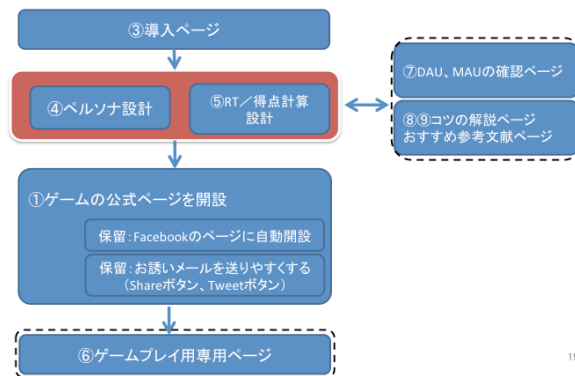 ③導入ページ
④ペルソナ設計
⑤RT／得点計算
設計
⑦DAU、MAUの確認ページ
⑧⑨コツの解説ページ
おすすめ参考文献ページ
①ゲームの公式ページを開設
保留：Facebookのページに自動開設
保留：お誘いメールを送りやすくする
（Shareボタン、Tweetボタン）
⑥ゲームプレイ用専用ページ